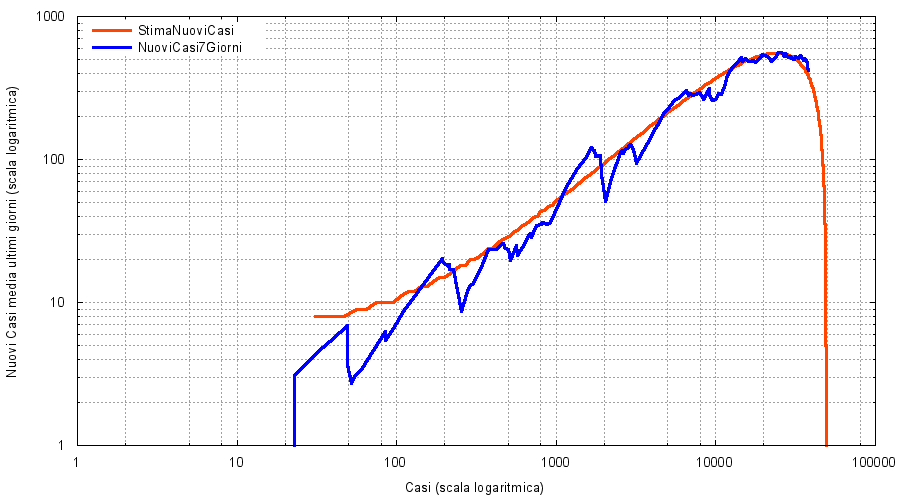 1000
StimaNuoviCasi
NuoviCasi7Giorni
Nuovi Casi media ultimi giorni (scala logaritmica)
100
10
1
1 10 100 1000 10000 100000
Casi (scala logaritmica)